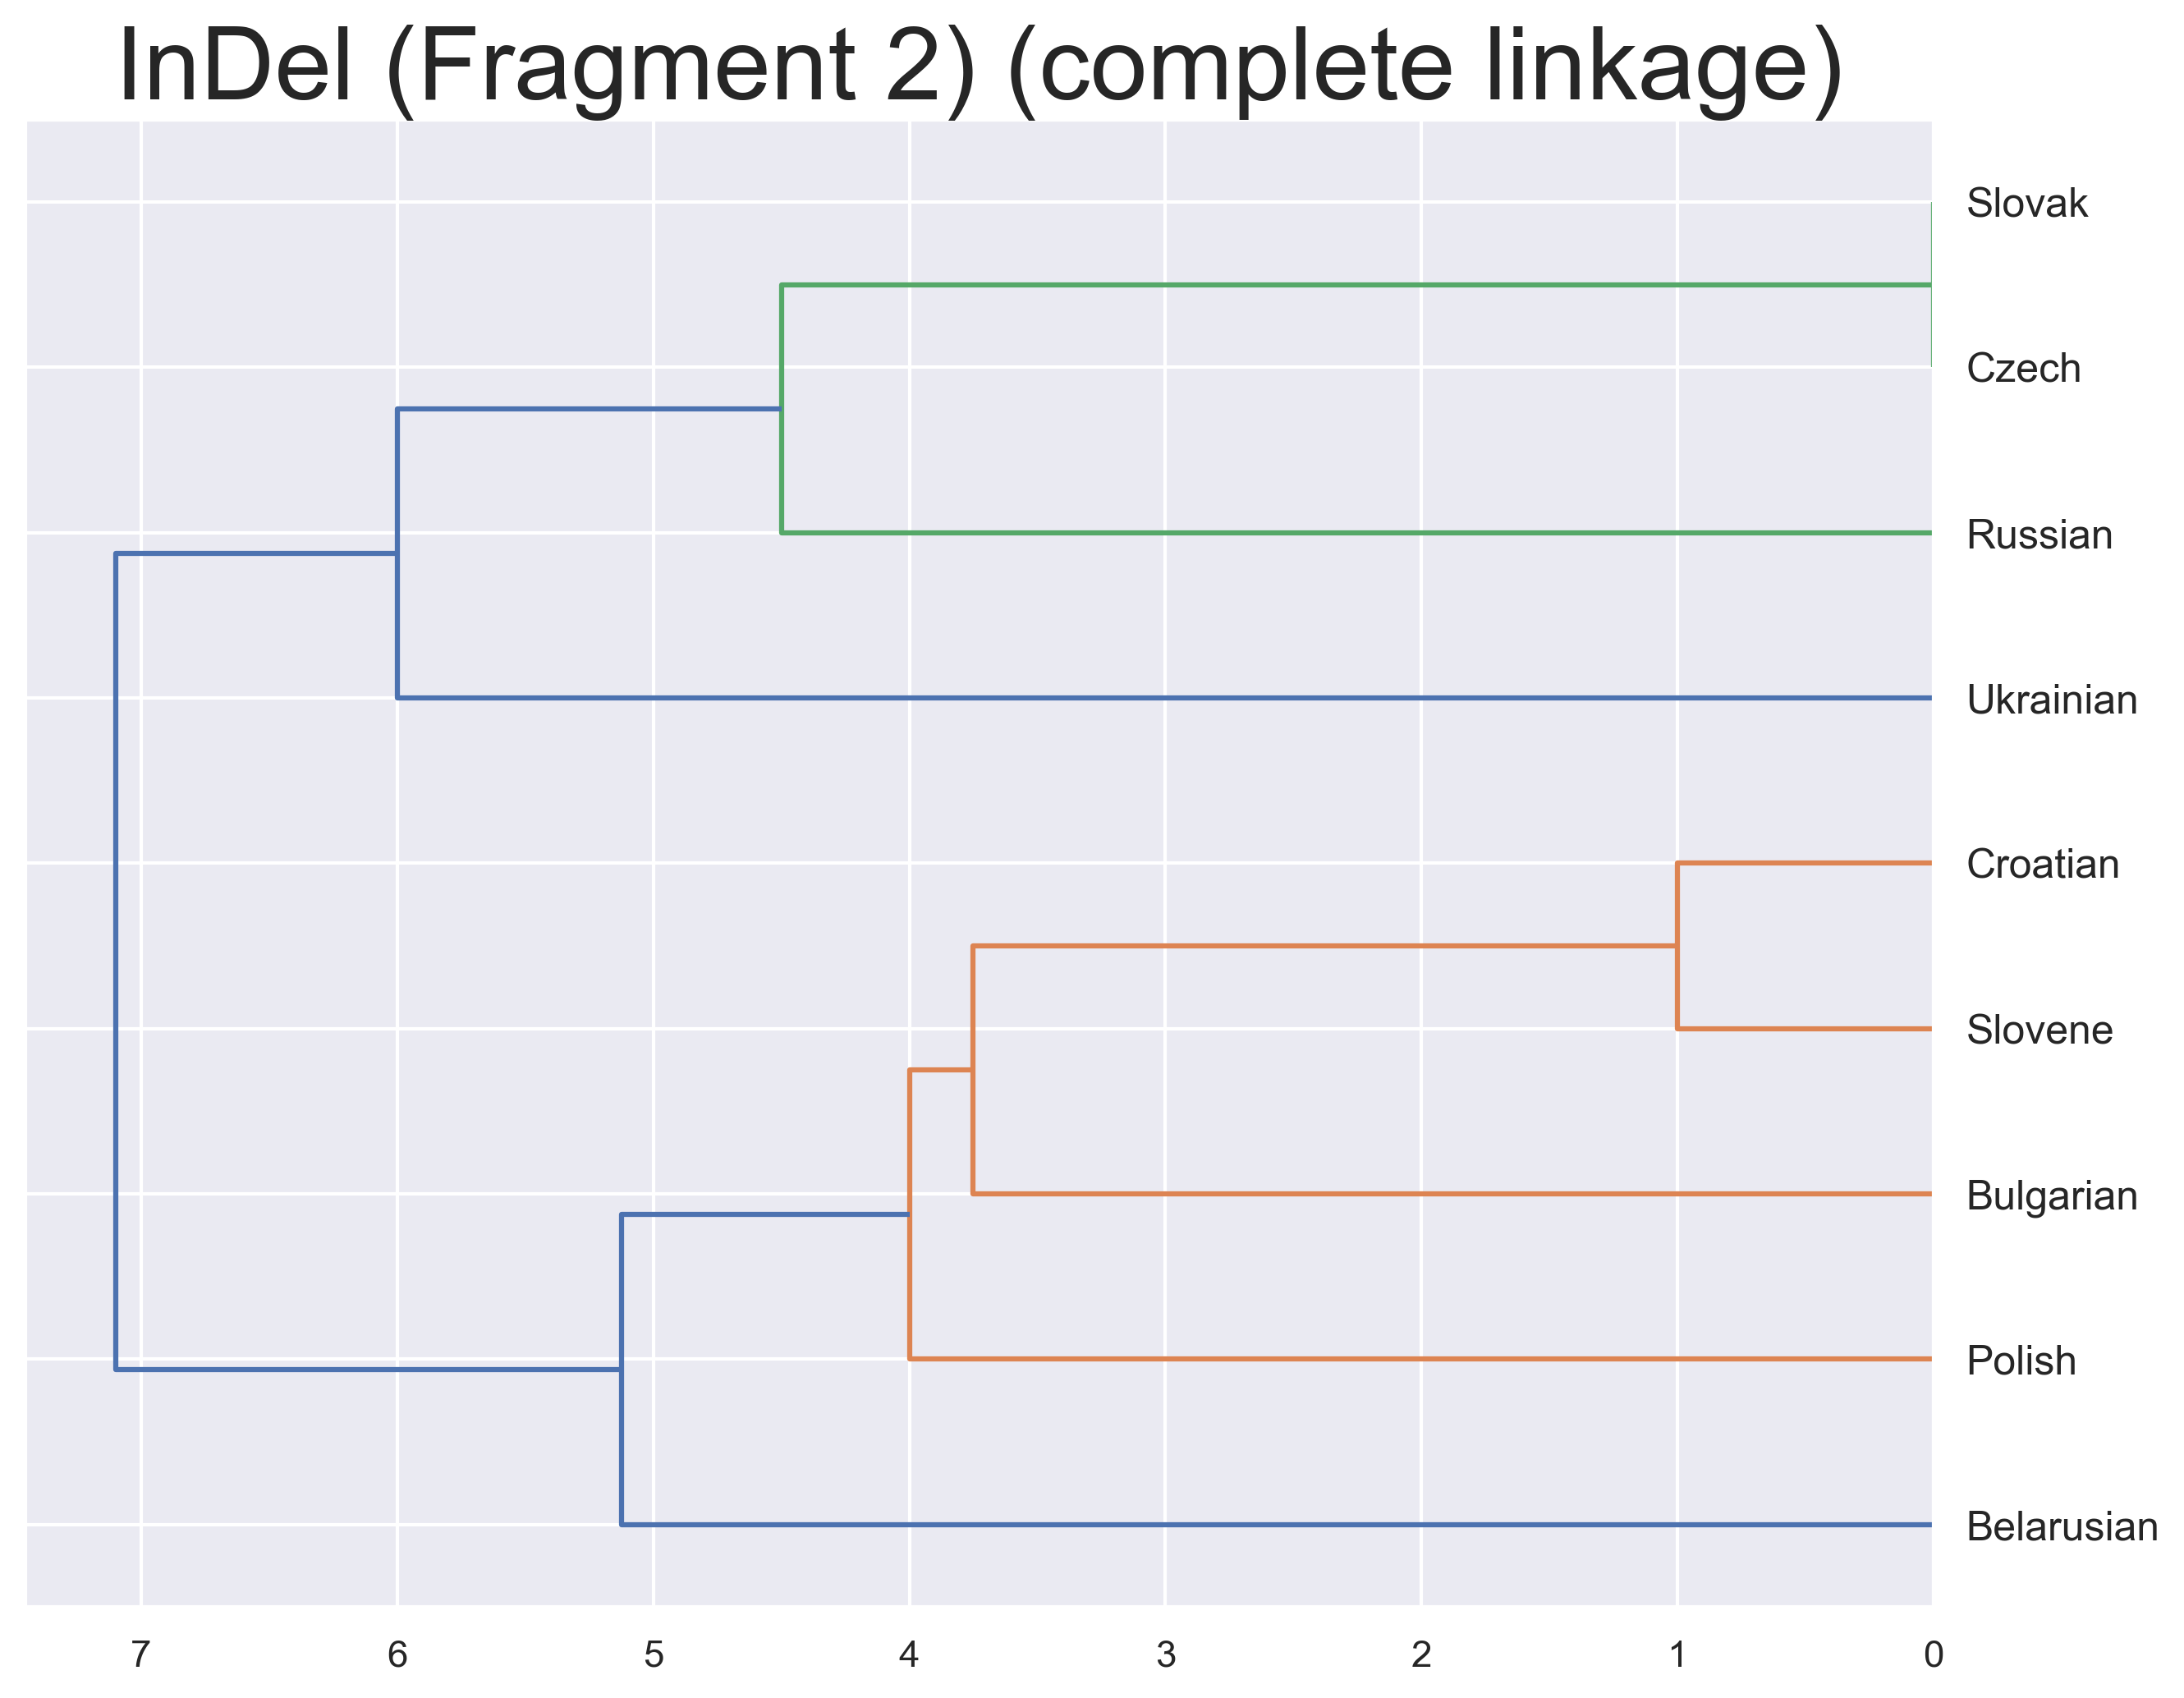 InDel (Fragment 2) (complete linkage)
Slovak
Czech
Russian
Ukrainian
Croatian
Slovene
Bulgarian
Polish
Belarusian
7 6 5 4 3 2 1 0